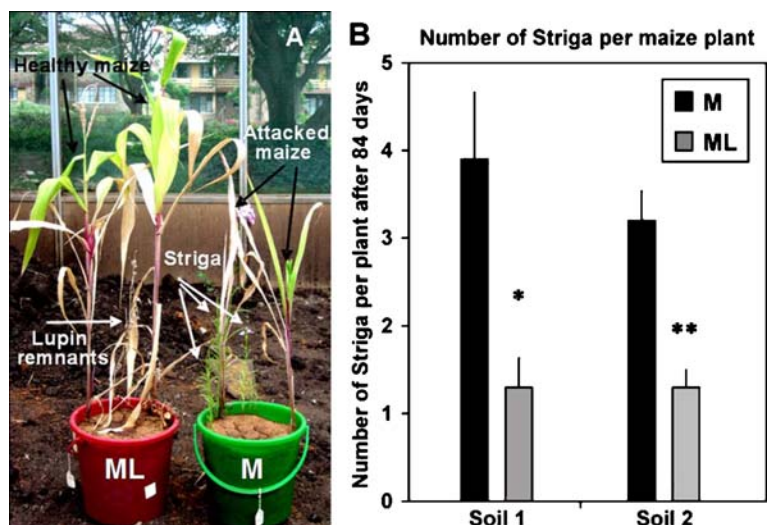 A
Healthy maize
Attacked
maize
Striga
Lupin
remnants
ML
M
B
Number of Striga per maize plant
Number of Striga per plant after 84 days
5
4
3
2
1
0
M
ML
*
**
Soil 1
Soil 2